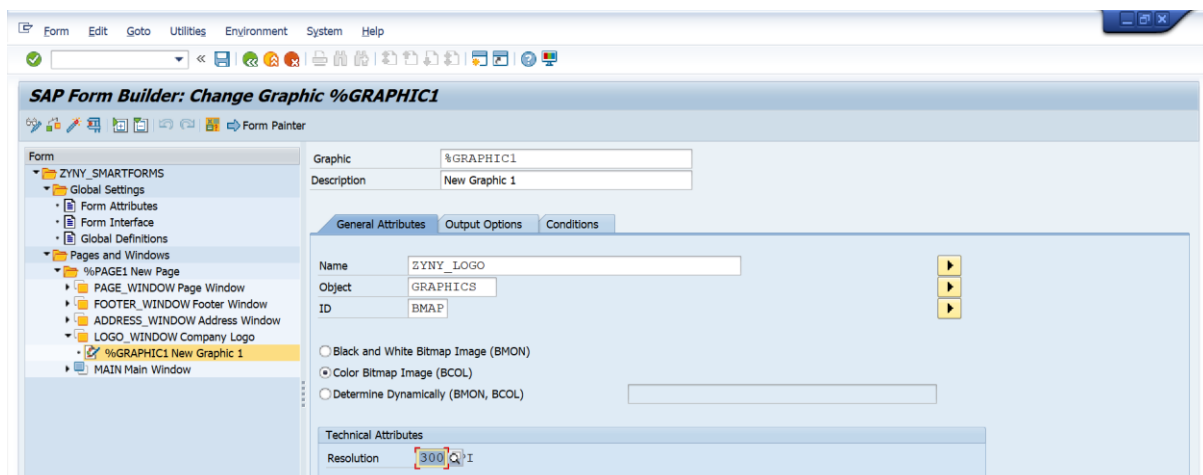 Form Edit Goto Utilities Environment System Help
SAP Form Builder: Change Graphic %GRAPHIC1
Form Painter
Form
ZYNY_SMARTFORMS
Global Settings
Form Attributes
Form Interface
Global Definitions
Pages and Windows
%PAGE1 New Page
PAGE_WINDOW Page Window
FOOTER_WINDOW Footer Window
ADDRESS_WINDOW Address Window
LOGO_WINDOW Company Logo
%GRAPHIC1 New Graphic 1
MAIN Main Window
Graphic %GRAPHIC1
Description New Graphic 1
General Attributes Output Options Conditions
Name ZYNY_LOGO
Object GRAPHICS
ID BMAP
Black and White Bitmap Image (BMON)
Color Bitmap Image (BCOL)
Determine Dynamically (BMON, BCOL)
Technical Attributes
Resolution 300